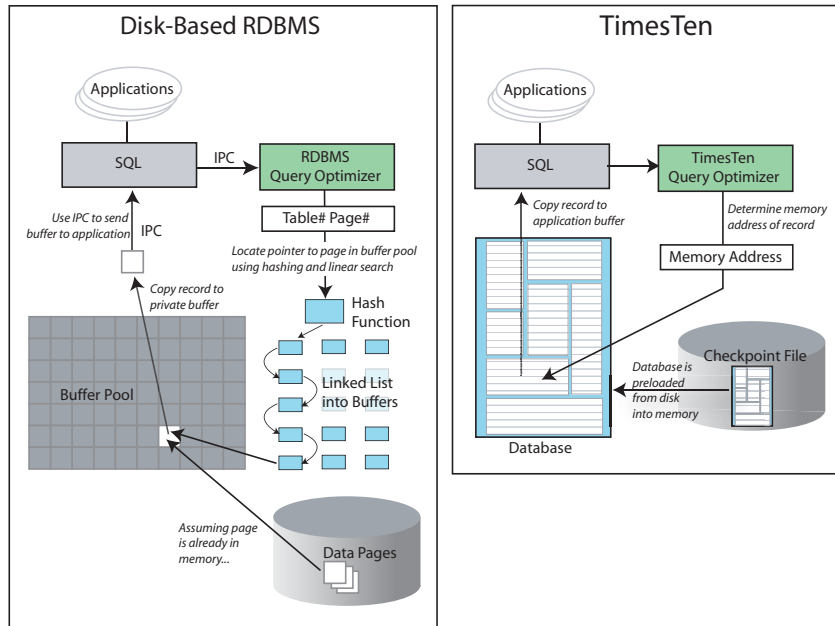 Disk-Based RDBMS
Applications
SQL
IPC
RDBMS
Query Optimizer
Table# Page#
Use IPC to send
buffer to application
IPC
Locate pointer to page in buffer pool
using hashing and linear search
Copy record to
private buffer
Hash
Function
Buffer Pool
Linked List
into Buffers
Assuming page
is already in
memory...
Data Pages
TimesTen
Applications
SQL
TimesTen
Query Optimizer
Copy record to
application buffer
Determine memory
address of record
Memory Address
Checkpoint File
Database is
preloaded
from disk
into memory
Database